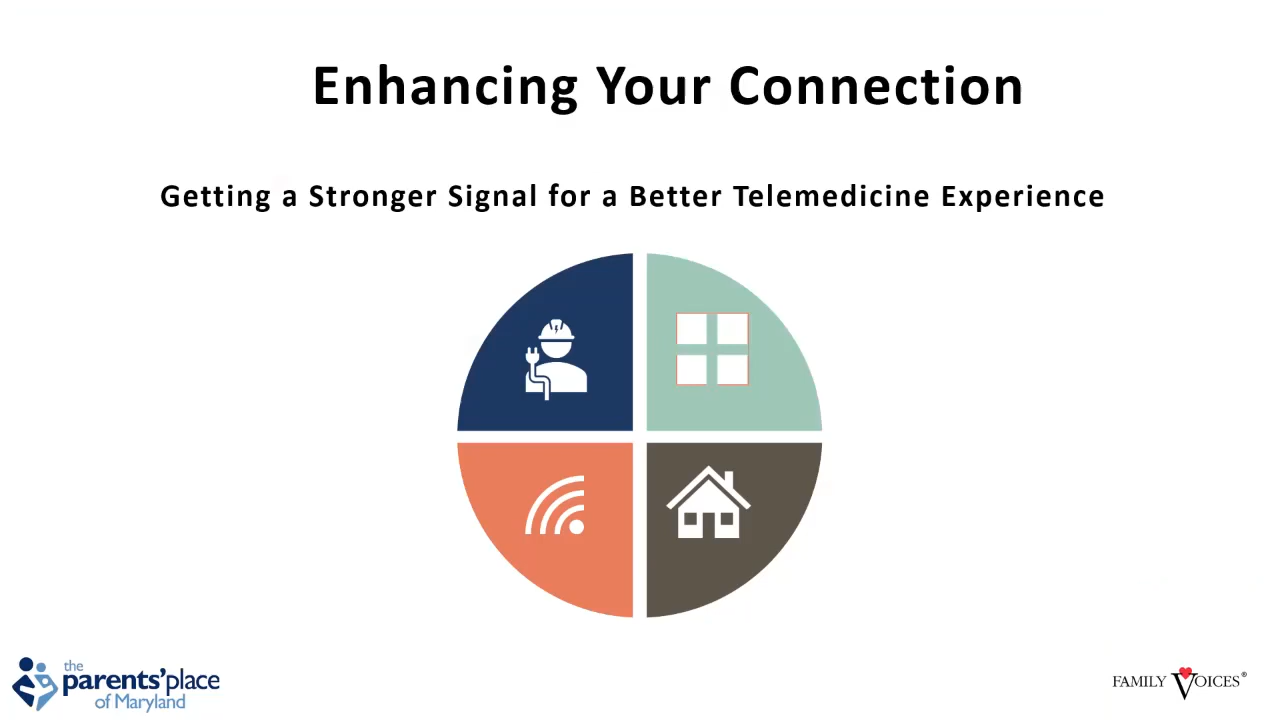 Enhancing Your Connection
Getting a Stronger Signal for a Better Telemedicine Experience
the
parents'place
of Maryland
FAMILY VOICES®